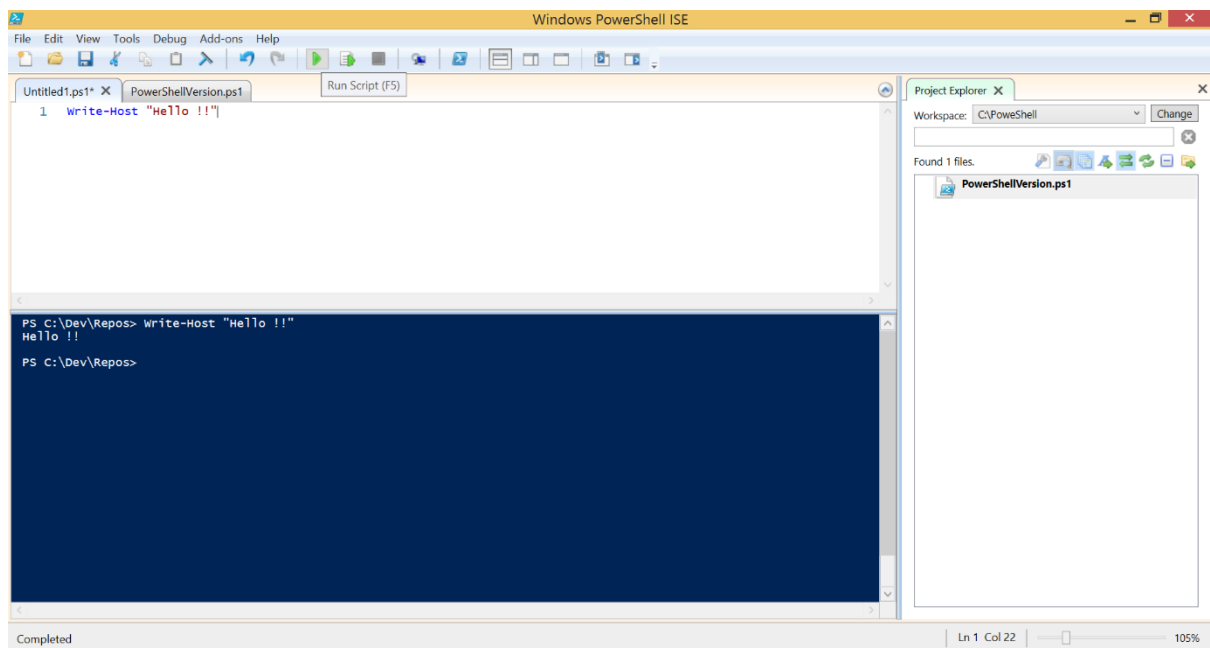 Windows PowerShell ISE
File Edit View Tools Debug Add-ons Help
Run Script (F5)
Untitled1.ps1* X PowerShellVersion.ps1
1 Write-Host "Hello !!"
PS C:\Dev\Repos> Write-Host "Hello !!"
Hello !!
PS C:\Dev\Repos>
Project Explorer X
Workspace: C:\PoweShell Change
Found 1 files.
PowerShellVersion.ps1
Completed
Ln 1 Col 22
105%